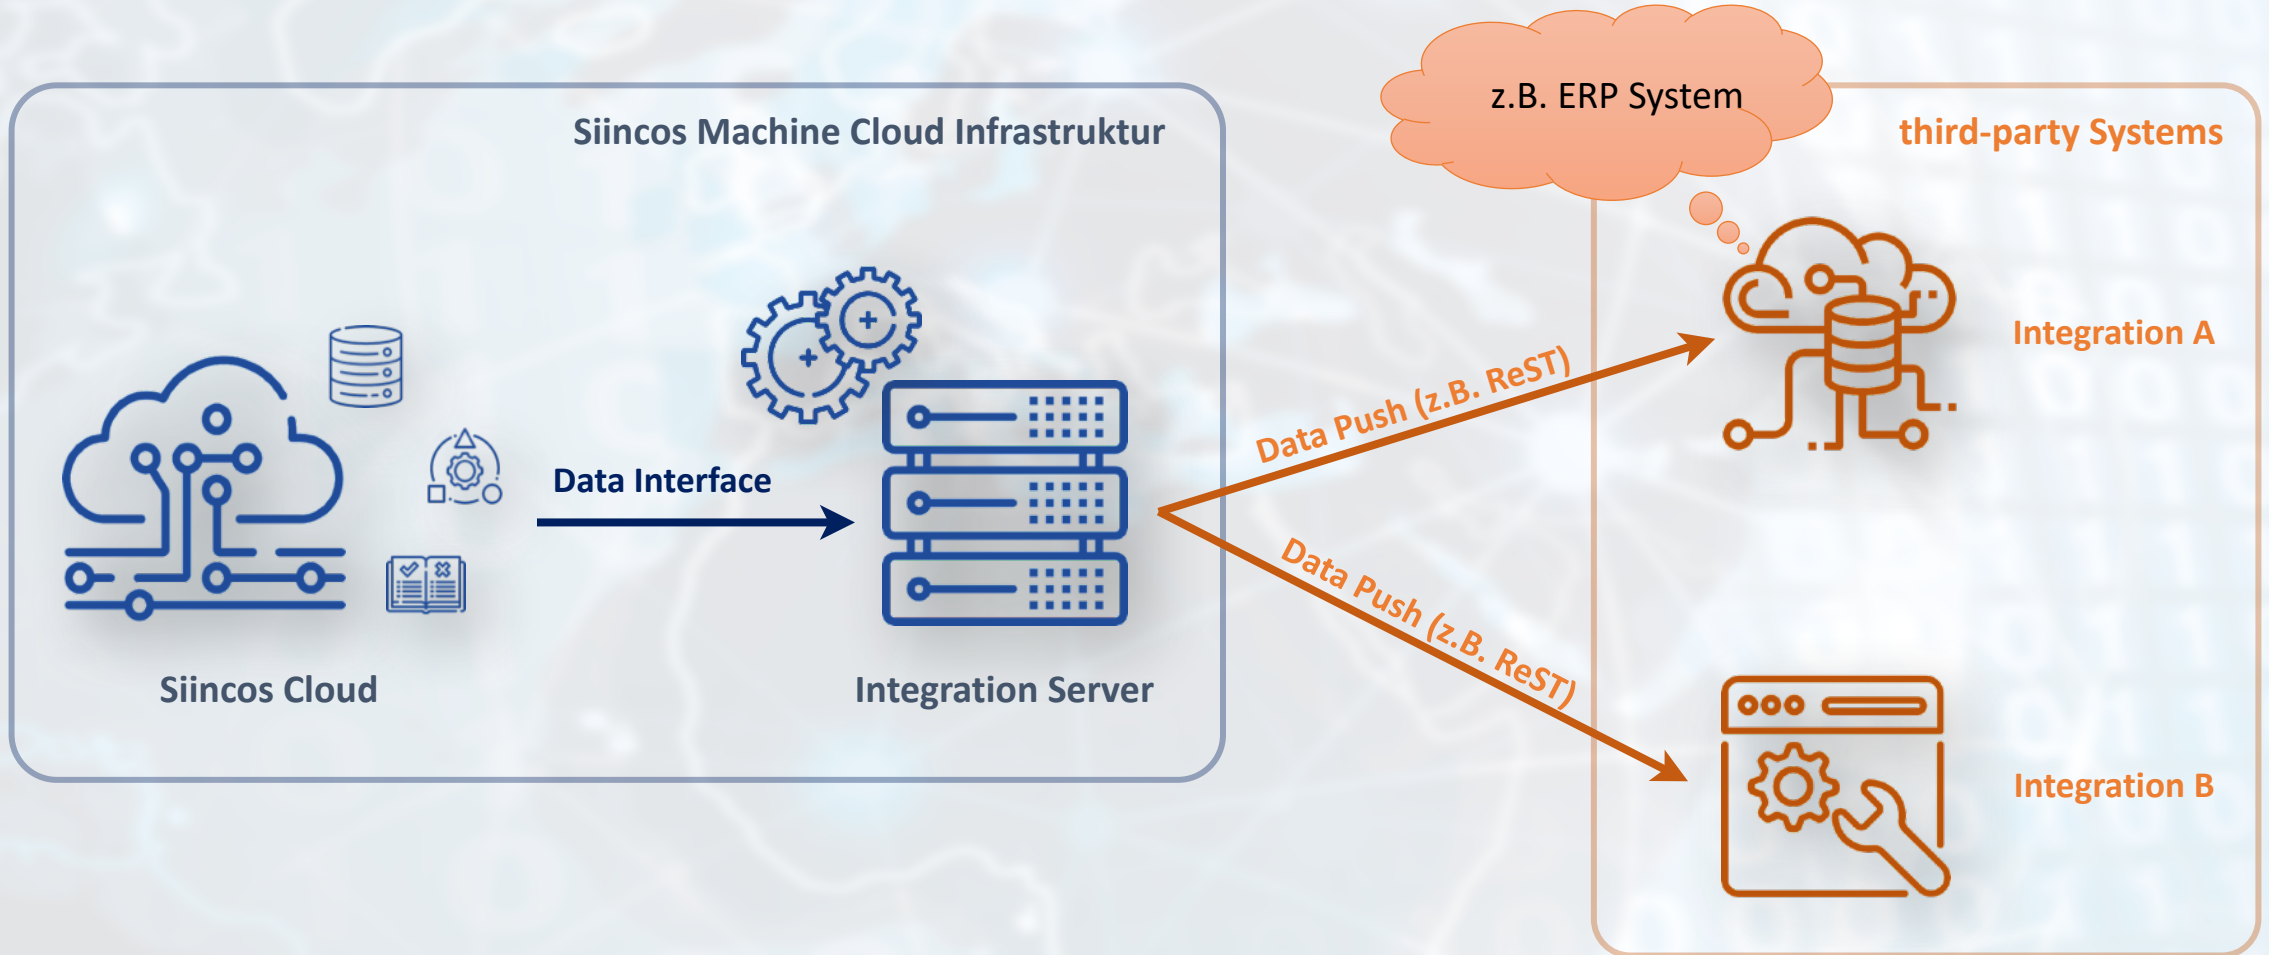 z.B. ERP System
Siincos Machine Cloud Infrastruktur
third-party Systems
Integration A
Data Push (z.B. ReST)
Data Interface
Data Push (z.B. ReST)
Siincos Cloud
Integration Server
Integration B